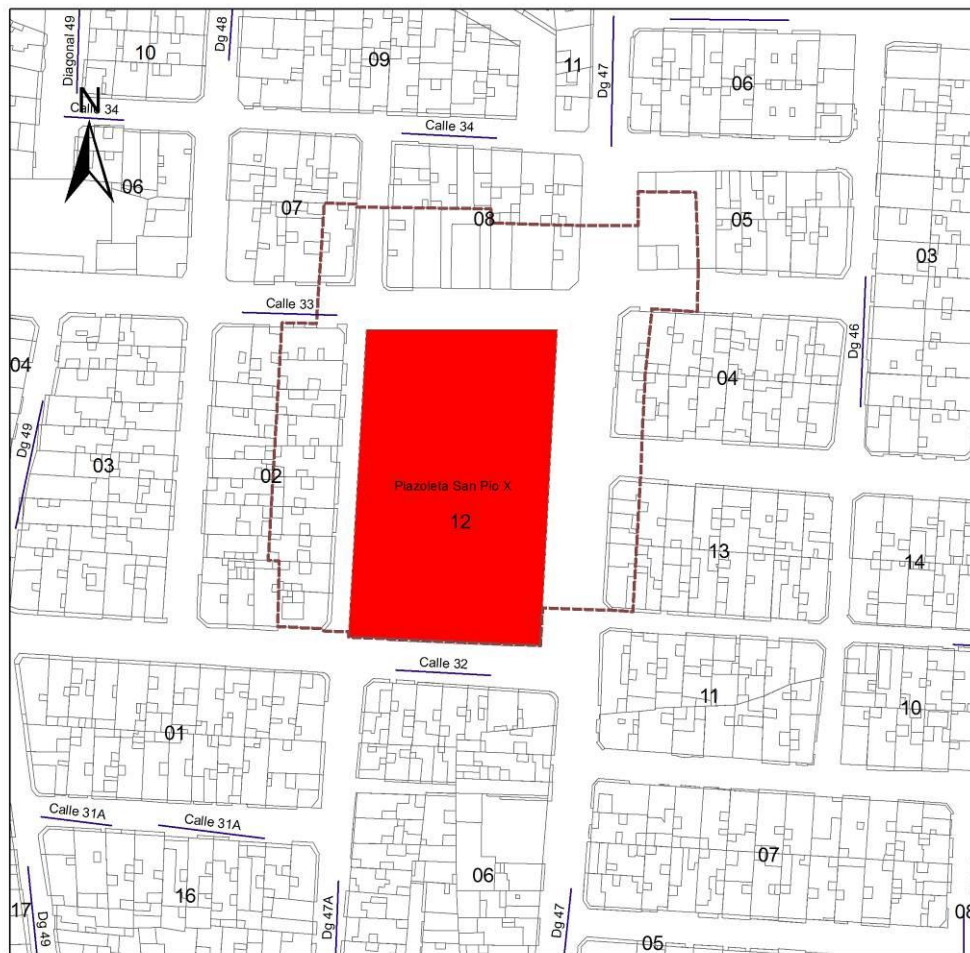 Diagonal 49
Dg 48
10
09
11
Dg 47
06
N
Calle 34
Calle 34
06
07
08
05
03
Calle 33
Dg 46
04
04
Dg 49
03
02
Plazoleta San Pio X
12
13
14
Calle 32
01
11
10
Calle 31A
Calle 31A
07
16
06
17
Dg 49
Dg 47A
Dg 47
05
08